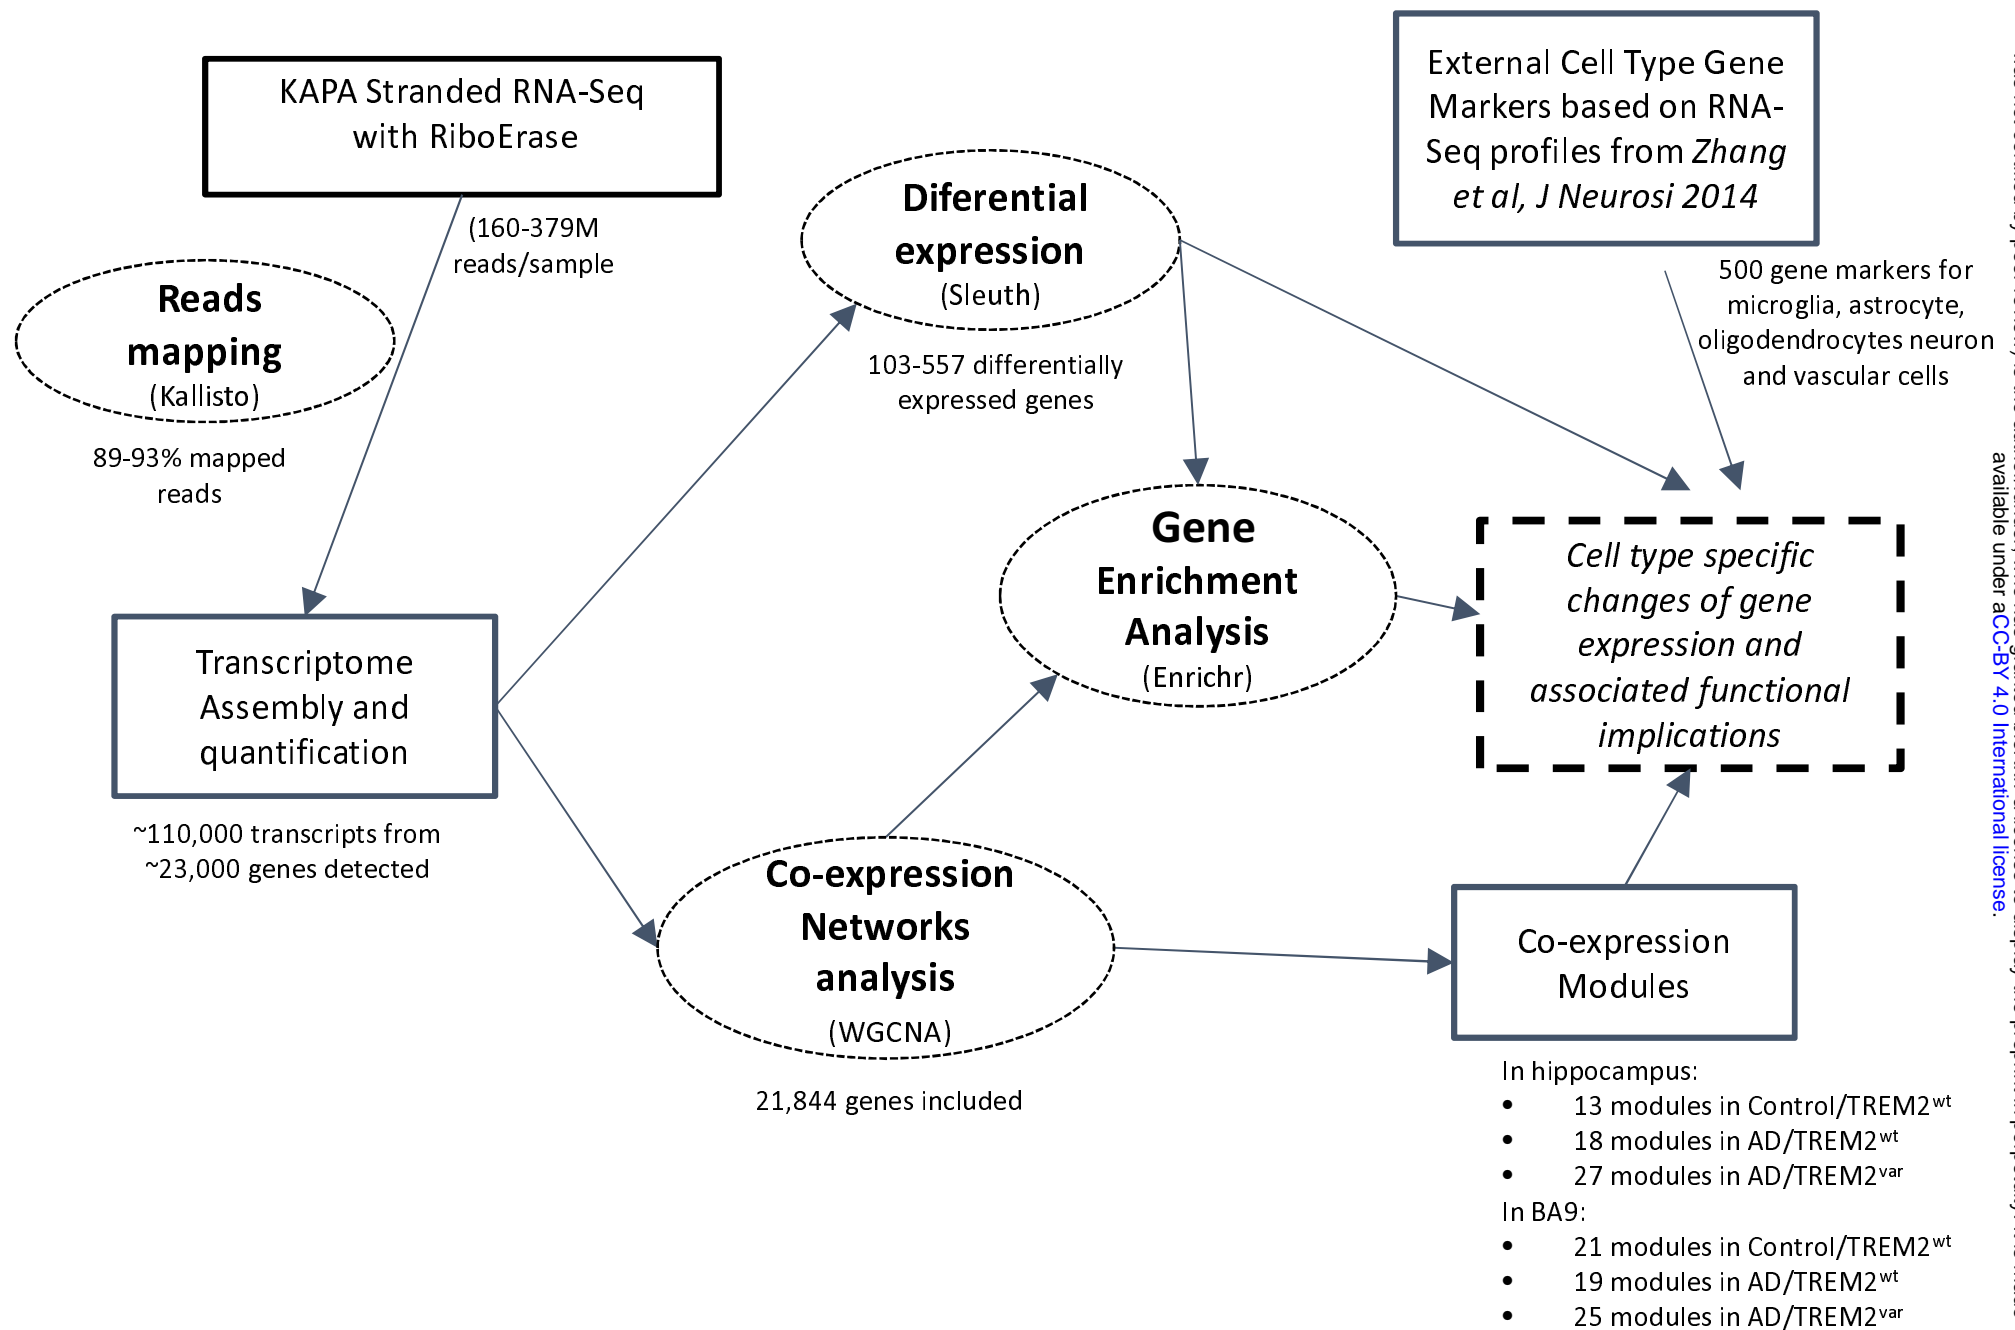 KAPA Stranded RNA-Seq
with RiboErase
(160-379M
reads/sample
Reads
mapping
(Kallisto)
89-93% mapped
reads
Transcriptome
Assembly and
quantification
~110,000 transcripts from
~23,000 genes detected
Diferential
expression
(Sleuth)
103-557 differentially
expressed genes
Gene
Enrichment
Analysis
(Enrichr)
Co-expression
Networks
analysis
(WGCNA)
21,844 genes included
External Cell Type Gene
Markers based on RNA-
Seq profiles from Zhang
et al, J Neurosi 2014
500 gene markers for
microglia, astrocyte,
oligodendrocytes neuron
and vascular cells
Cell type specific
changes of gene
expression and
associated functional
implications
Co-expression
Modules
In hippocampus:
• 13 modules in Control/TREM2wt
• 18 modules in AD/TREM2wt
• 27 modules in AD/TREM2var
In BA9:
• 21 modules in Control/TREM2wt
• 19 modules in AD/TREM2wt
• 25 modules in AD/TREM2var
available under aCC-BY 4.0 International license.